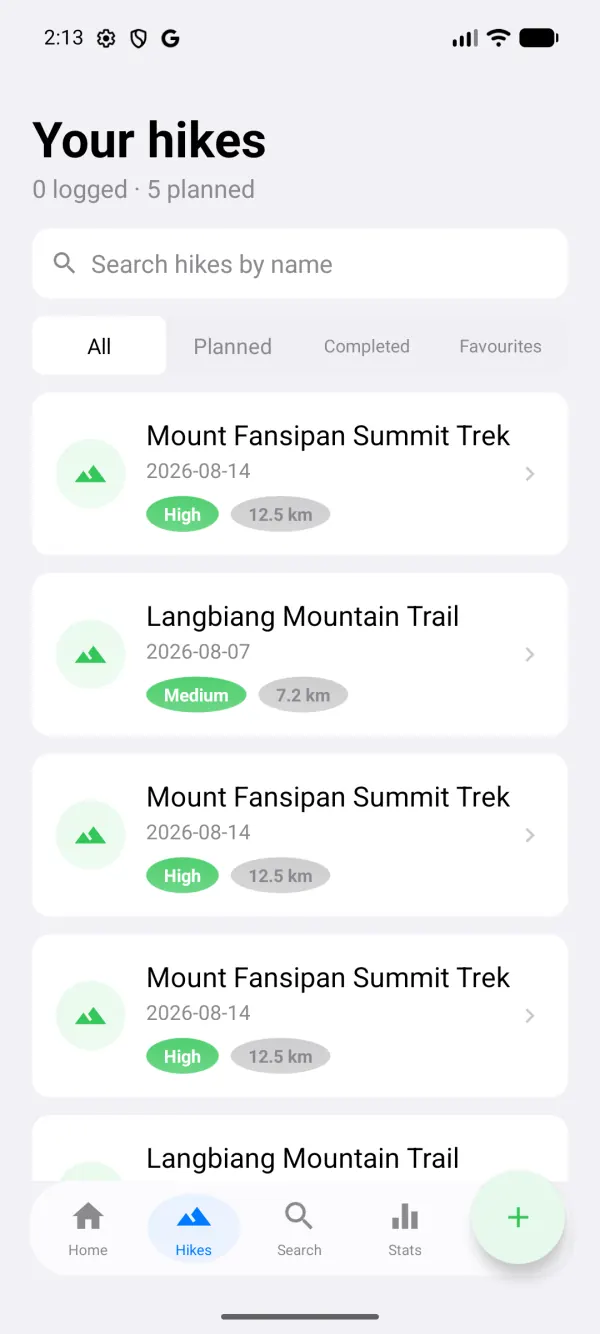 2:13
Your hikes
0 logged · 5 planned
Search hikes by name
All Planned Completed Favourites
Mount Fansipan Summit Trek
2026-08-14
High 12.5 km
Langbiang Mountain Trail
2026-08-07
Medium 7.2 km
Mount Fansipan Summit Trek
2026-08-14
High 12.5 km
Mount Fansipan Summit Trek
2026-08-14
High 12.5 km
Langbiang Mountain Trail
Home Hikes Search Stats +